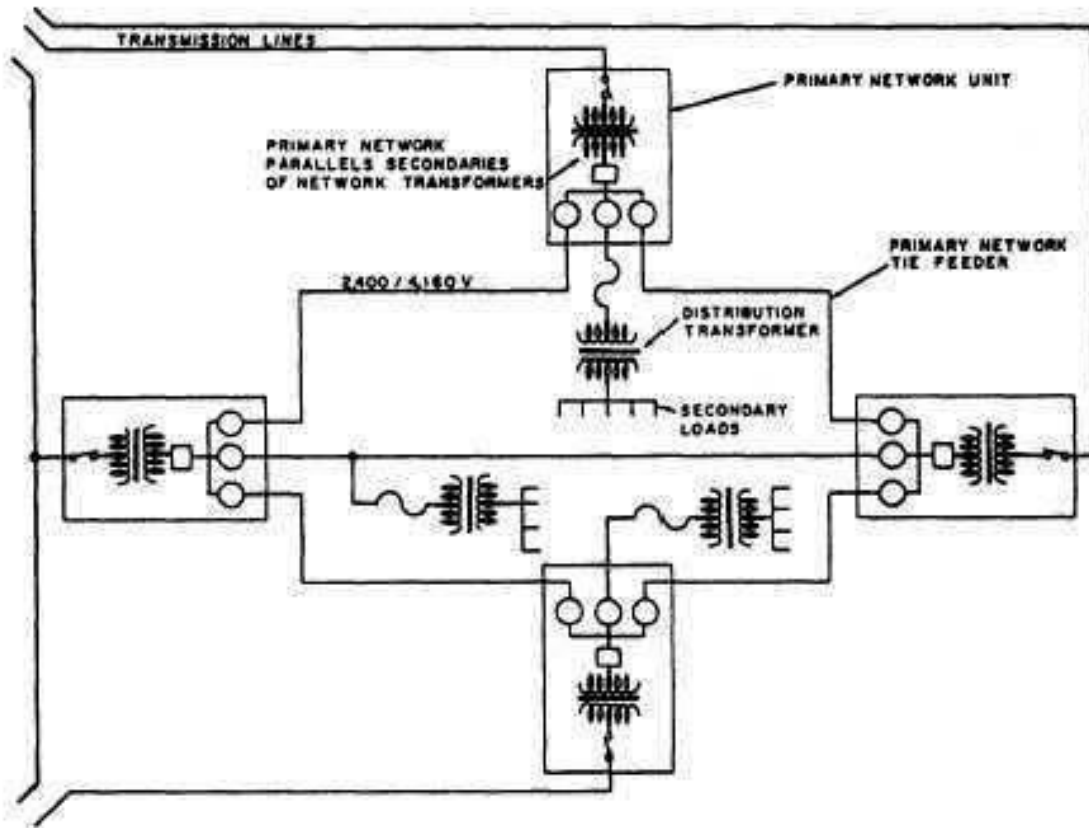 TRANSMISSION LINES
PRIMARY NETWORK UNIT
PRIMARY NETWORK
PARALLELS SECONDARIES
OF NETWORK TRANSFORMERS
PRIMARY NETWORK
TIE FEEDER
2,400 / 4,160 V
DISTRIBUTION
TRANSFORMER
SECONDARY
LOADS